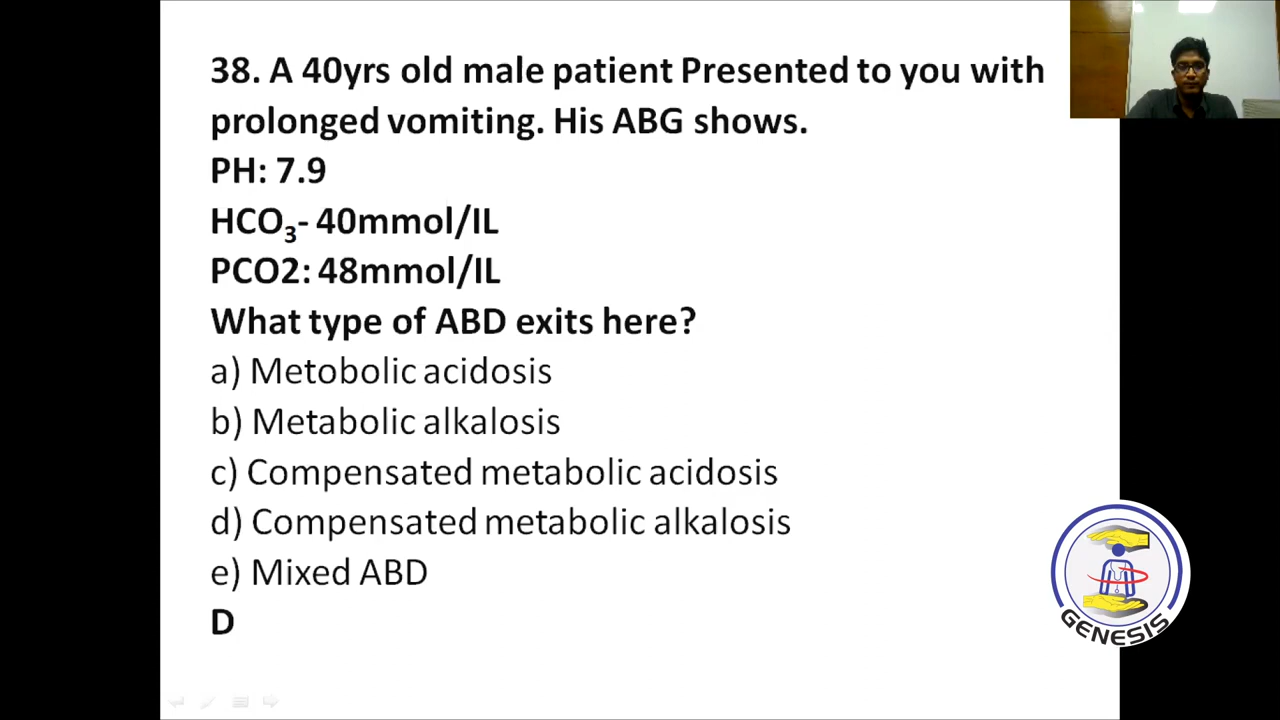 38. A 40yrs old male patient Presented to you with
prolonged vomiting. His ABG shows.
PH: 7.9
HCO₃- 40mmol/IL
PCO2: 48mmol/IL
What type of ABD exits here?
a) Metobolic acidosis
b) Metabolic alkalosis
c) Compensated metabolic acidosis
d) Compensated metabolic alkalosis
e) Mixed ABD
D
GENESIS